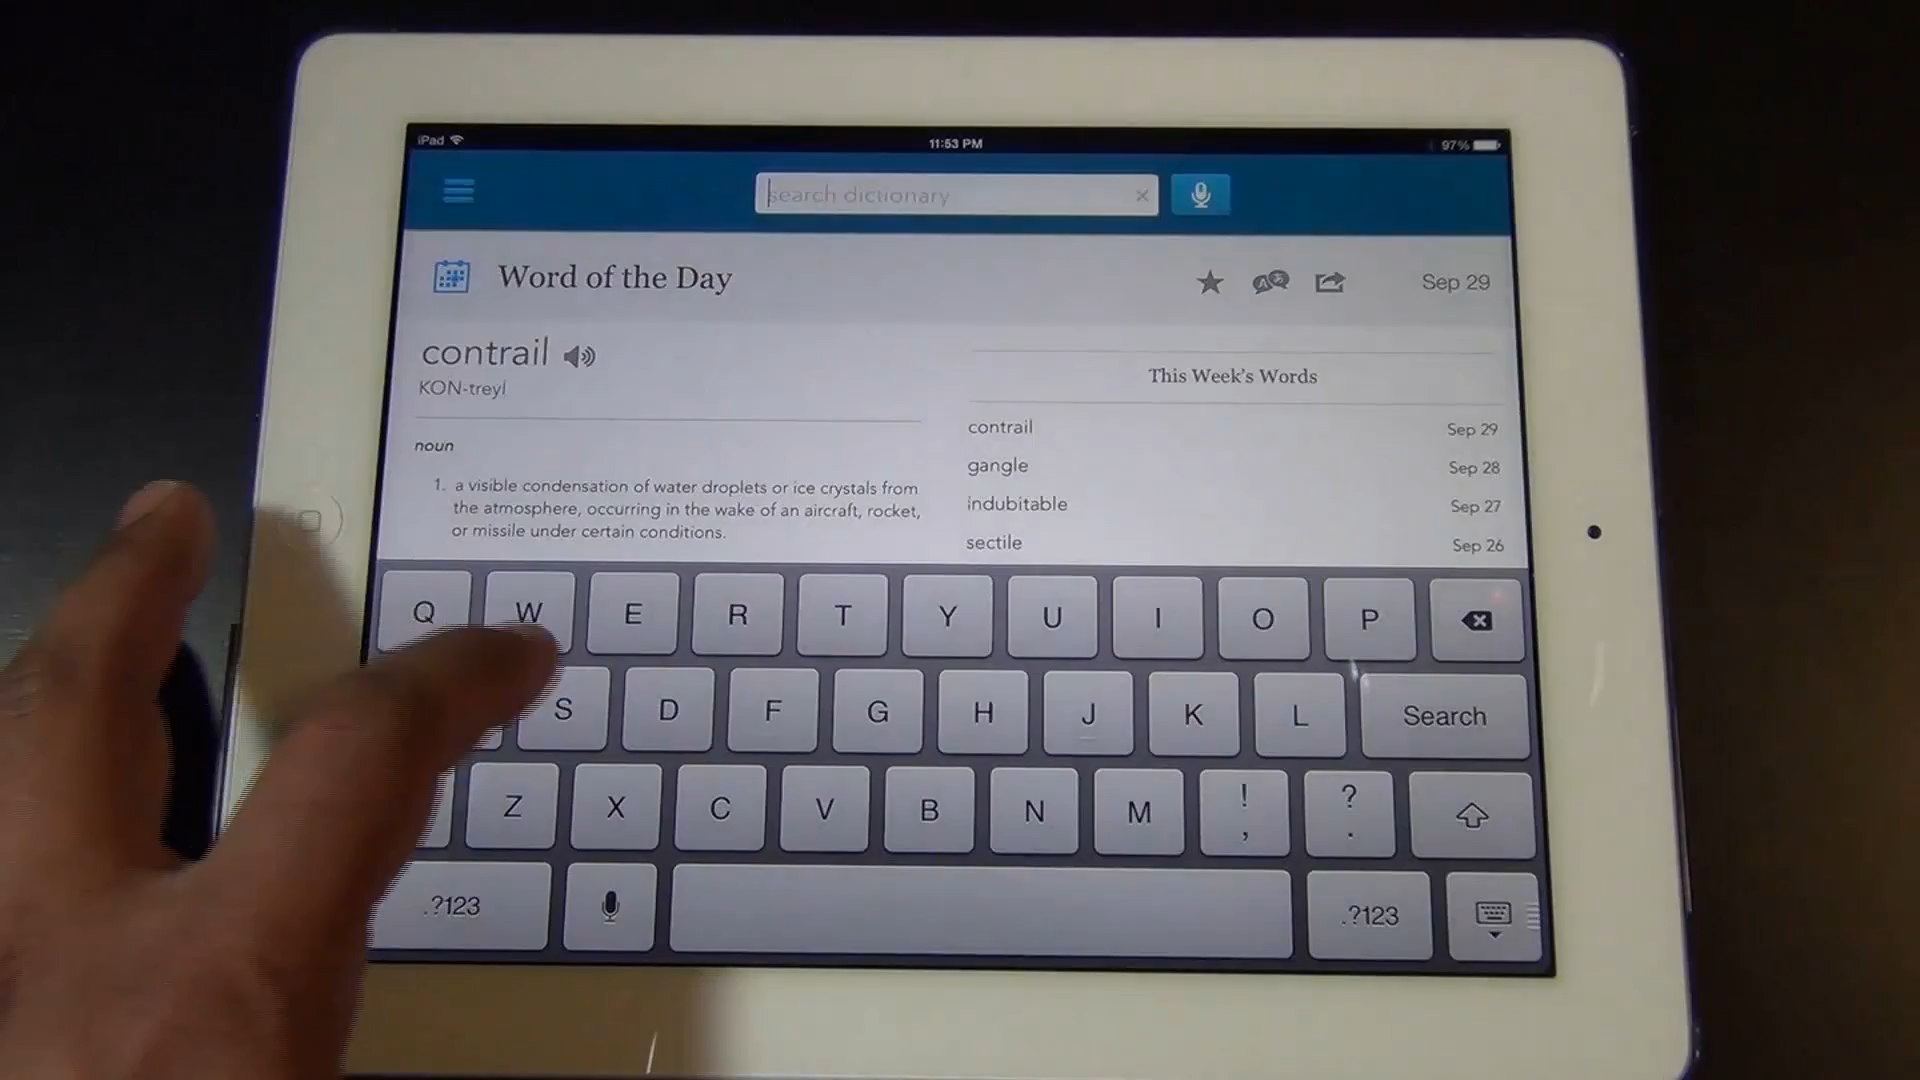 iPad
11:53 PM
97%
search dictionary
Word of the Day
Sep 29
contrail
KON-treyl
noun
1. a visible condensation of water droplets or ice crystals from
the atmosphere, occurring in the wake of an aircraft, rocket,
or missile under certain conditions.
This Week's Words
contrail Sep 29
gangle Sep 28
indubitable Sep 27
sectile Sep 26
Q W E R T Y U I O P
S D F G H J K L Search
Z X C V B N M ! , ? .
.?123 .?123